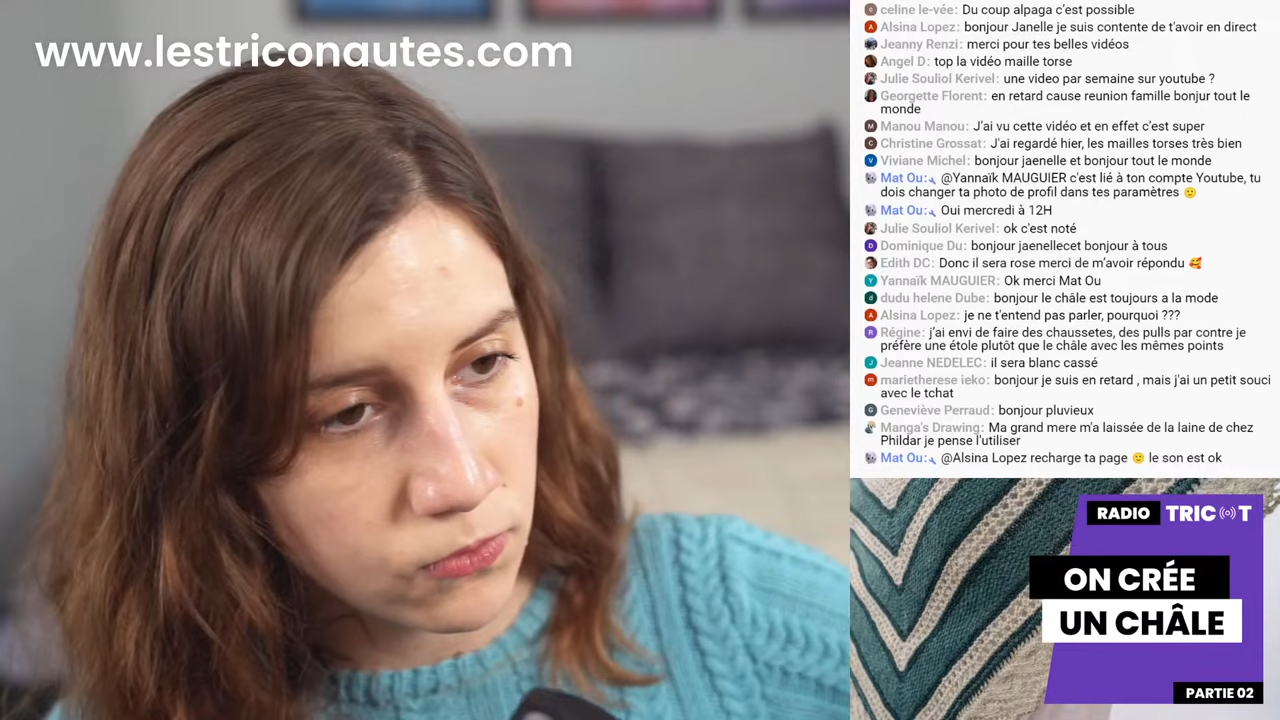 www.lestriconautes.com
celine le-vée: Du coup alpaga c’est possible
Alsina Lopez: bonjour Janelle je suis contente de t'avoir en direct
Jeanny Renzi: merci pour tes belles vidéos
Angel D: top la vidéo maille torse
Julie Souliol Kerivel: une video par semaine sur youtube ?
Georgette Florent: en retard cause reunion famille bonjur tout le
monde
Manou Manou: J’ai vu cette vidéo et en effet c’est super
Christine Grossat: J'ai regardé hier, les mailles torses très bien
Viviane Michel: bonjour jaenelle et bonjour tout le monde
Mat Ou: @Yannaïk MAUGUIER c'est lié à ton compte Youtube, tu
dois changer ta photo de profil dans tes paramètres 🙂
Mat Ou: Oui mercredi à 12H
Julie Souliol Kerivel: ok c'est noté
Dominique Du: bonjour jaenellecet bonjour à tous
Edith DC: Donc il sera rose merci de m’avoir répondu 🥰
Yannaïk MAUGUIER: Ok merci Mat Ou
dudu helene Dube: bonjour le châle est toujours a la mode
Alsina Lopez: je ne t'entend pas parler, pourquoi ???
Régine: j’ai envi de faire des chaussetes, des pulls par contre je
préfère une étole plutôt que le châle avec les mêmes points
Jeanne NEDELEC: il sera blanc cassé
marietherese ieko: bonjour je suis en retard , mais j'ai un petit souci
avec le tchat
Geneviève Perraud: bonjour pluvieux
Manga's Drawing: Ma grand mere m'a laissée de la laine de chez
Phildar je pense l'utiliser
Mat Ou: @Alsina Lopez recharge ta page 🙂 le son est ok
RADIO TRICOT
ON CRÉE
UN CHÂLE
PARTIE 02